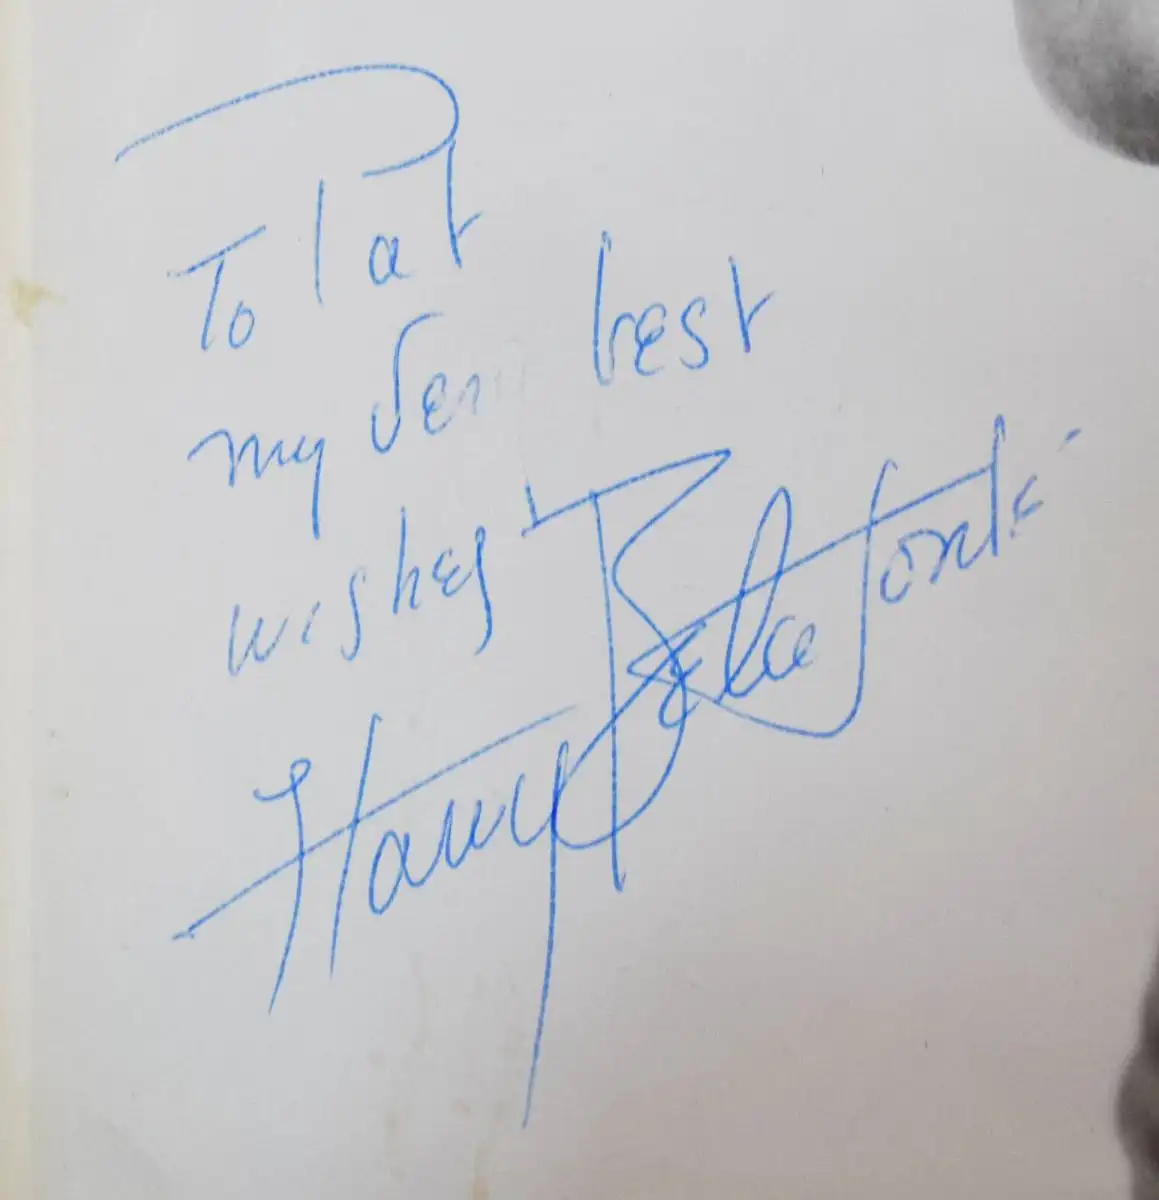 To Pat
my very best
wishes
Harry Belafonte